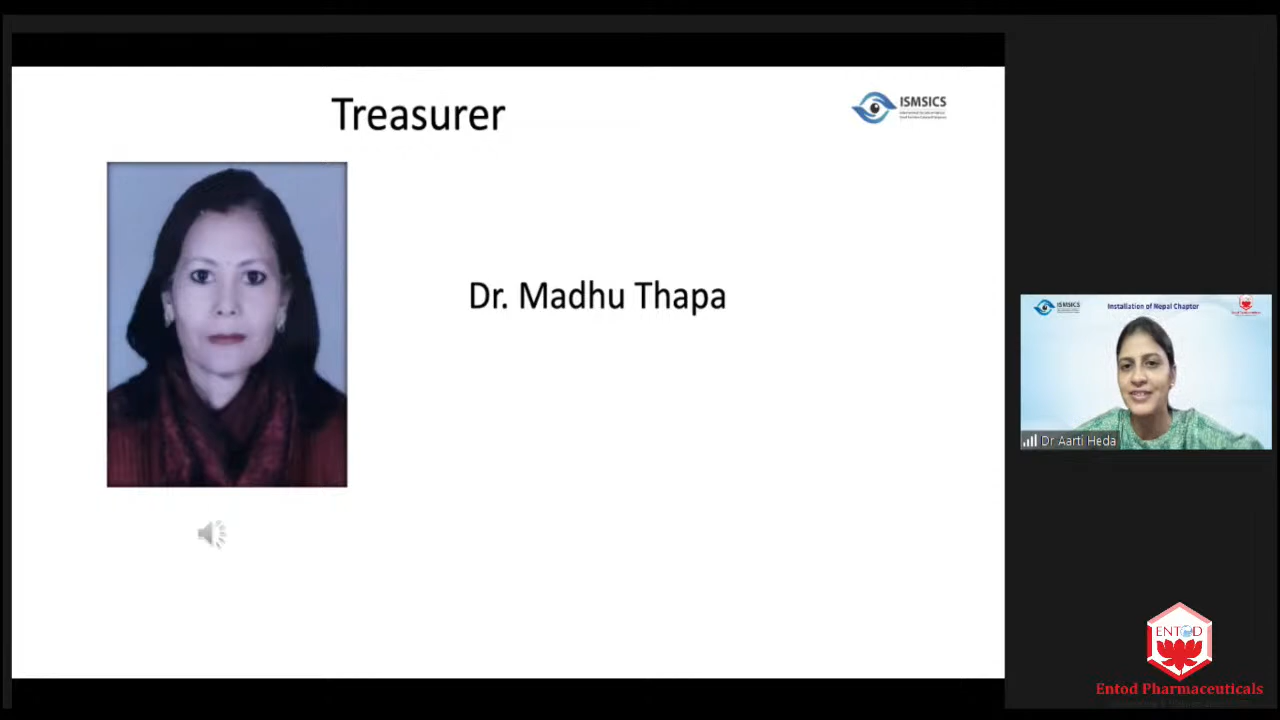 Treasurer
ISMSICS
Dr. Madhu Thapa
ISMSICS
Installation of Nepal Chapter
Dr Aarti Heda
ENTOD
Entod Pharmaceuticals